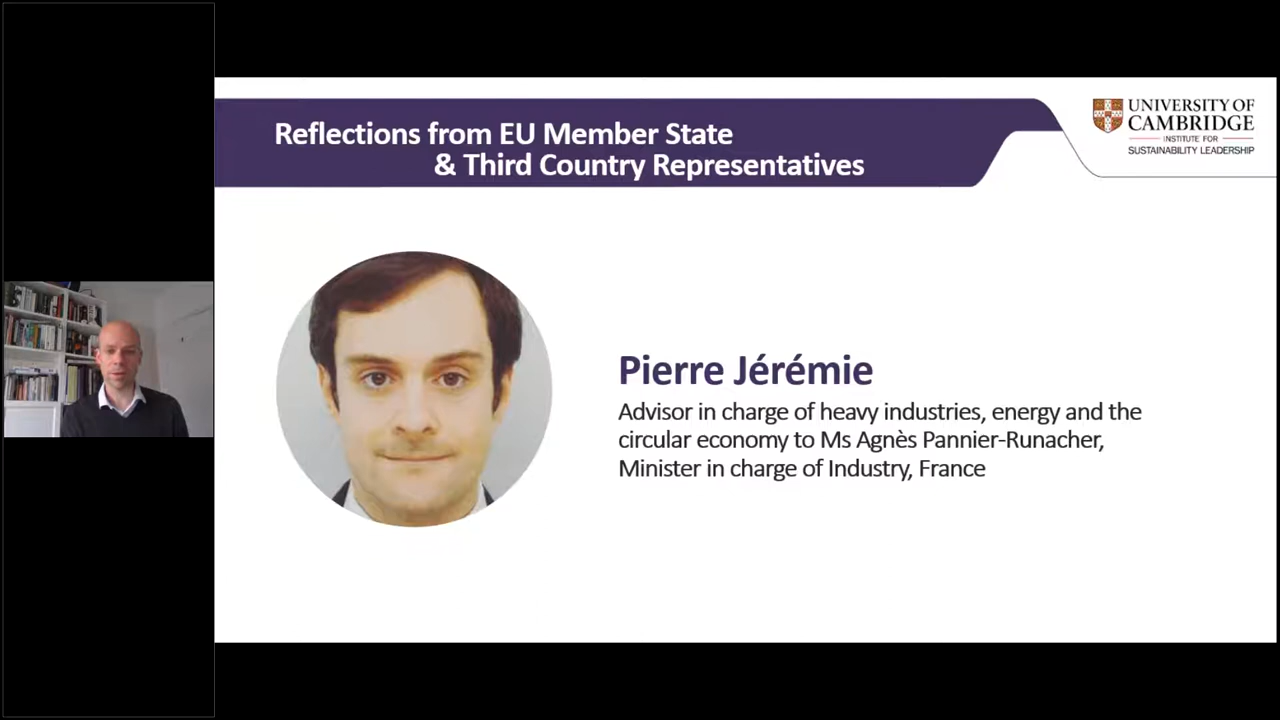 Reflections from EU Member State
& Third Country Representatives
UNIVERSITY OF
CAMBRIDGE
INSTITUTE FOR
SUSTAINABILITY LEADERSHIP
Pierre Jérémie
Advisor in charge of heavy industries, energy and the
circular economy to Ms Agnès Pannier-Runacher,
Minister in charge of Industry, France